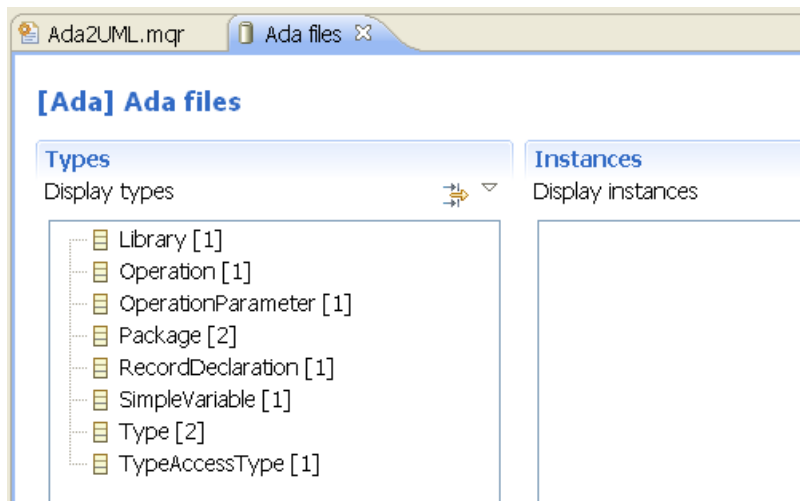 Ada2UML.mqr Ada files
[Ada] Ada files
Types
Display types
Library [1]
Operation [1]
OperationParameter [1]
Package [2]
RecordDeclaration [1]
SimpleVariable [1]
Type [2]
TypeAccessType [1]
Instances
Display instances